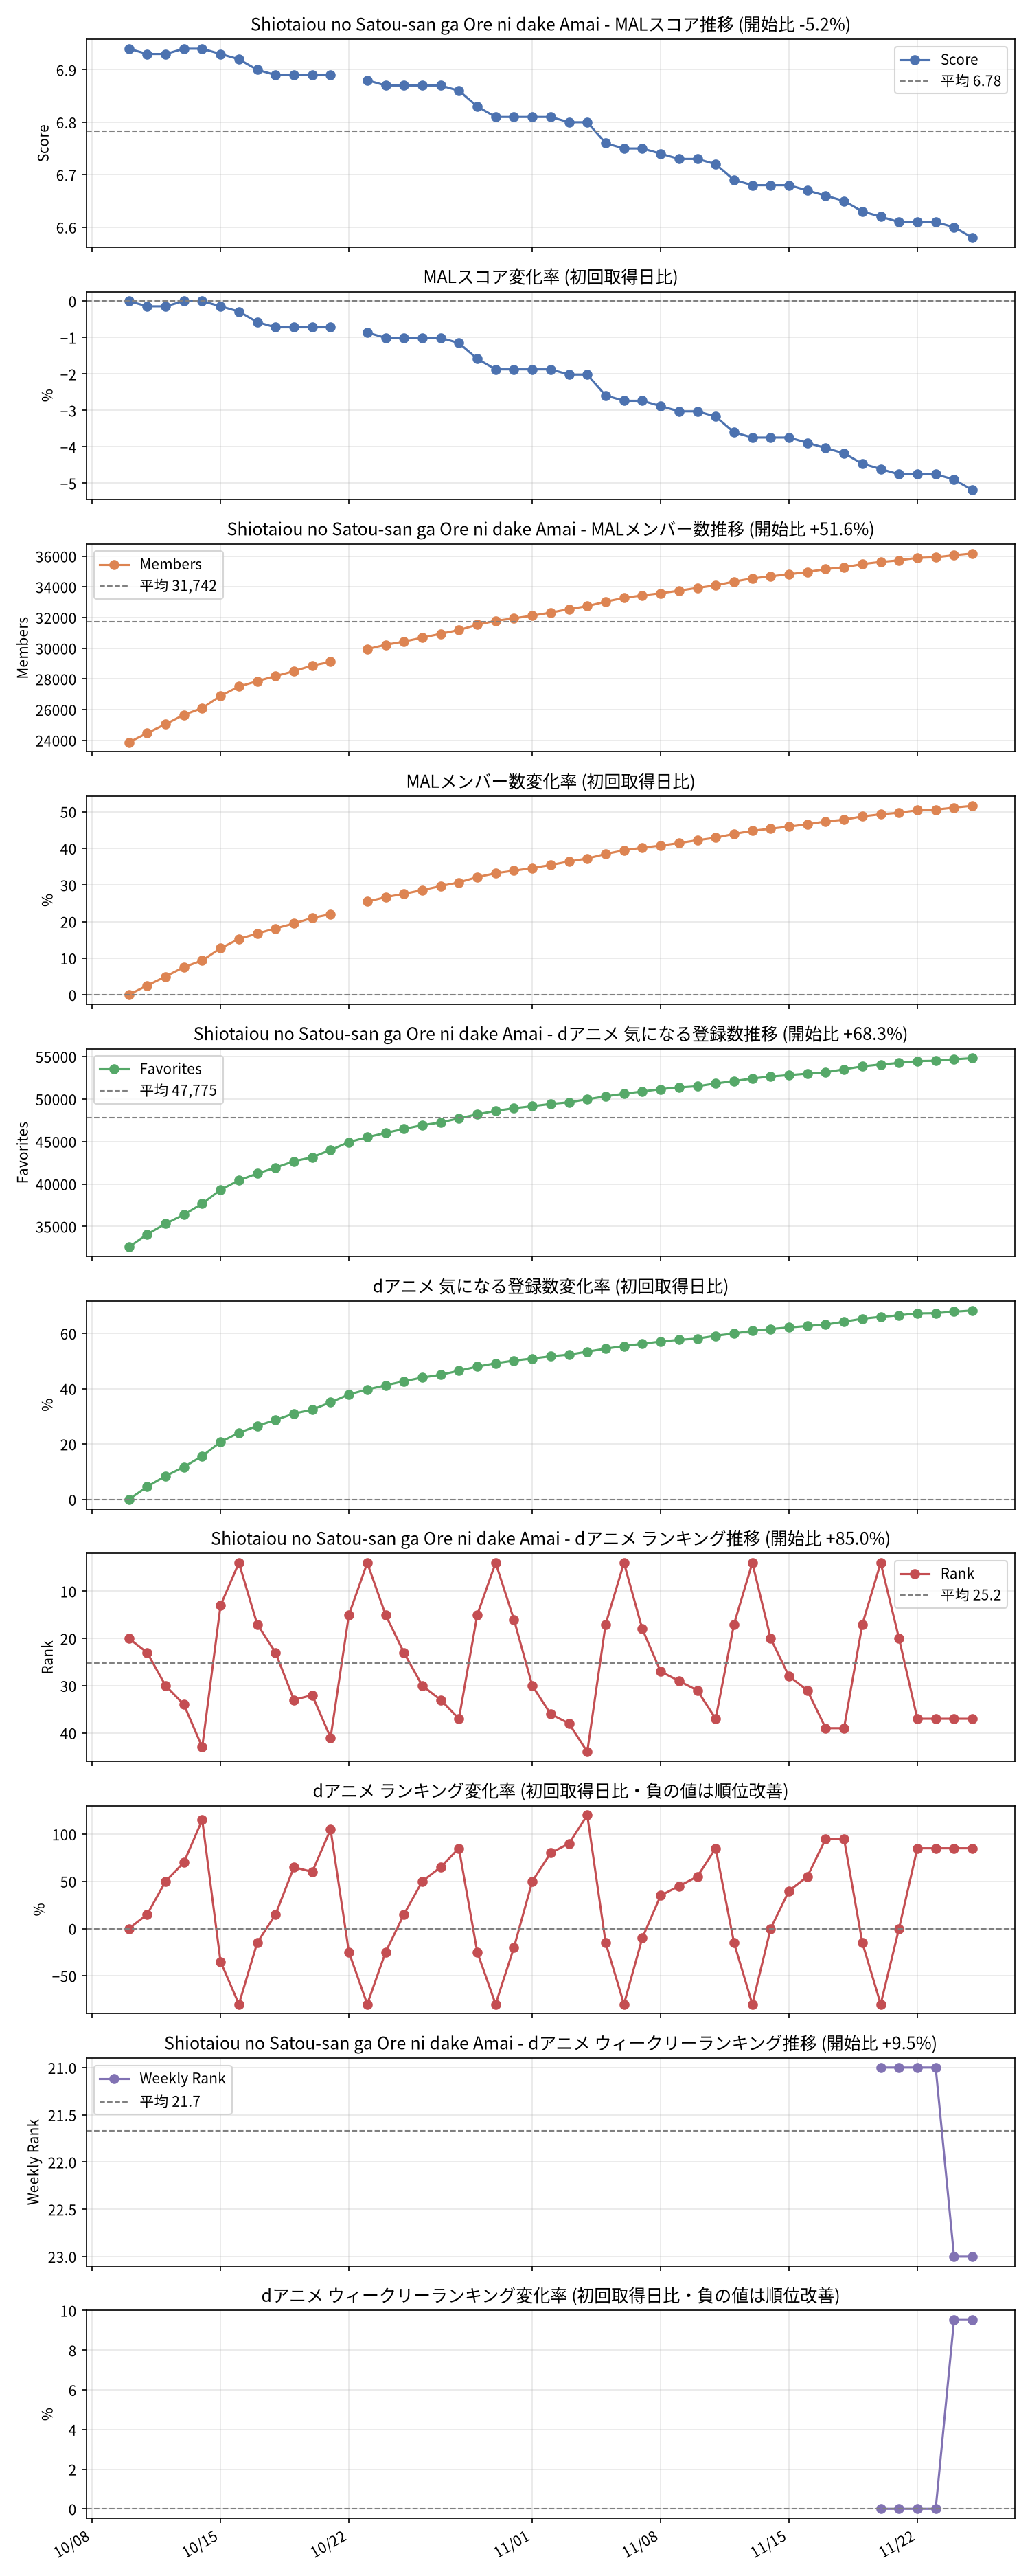 Shiotaiou no Satou-san ga Ore ni dake Amai - MALスコア推移 (開始比 -5.2%)
Score
平均 6.78
6.9
6.8
6.7
6.6
Score
MALスコア変化率 (初回取得日比)
0
−1
−2
−3
−4
−5
%
Shiotaiou no Satou-san ga Ore ni dake Amai - MALメンバー数推移 (開始比 +51.6%)
Members
平均 31,742
36000
34000
32000
30000
28000
26000
24000
Members
MALメンバー数変化率 (初回取得日比)
50
40
30
20
10
0
%
Shiotaiou no Satou-san ga Ore ni dake Amai - dアニメ 気になる登録数推移 (開始比 +68.3%)
Favorites
平均 47,775
55000
50000
45000
40000
35000
Favorites
dアニメ 気になる登録数変化率 (初回取得日比)
60
40
20
0
%
Shiotaiou no Satou-san ga Ore ni dake Amai - dアニメ ランキング推移 (開始比 +85.0%)
Rank
平均 25.2
10
20
30
40
Rank
dアニメ ランキング変化率 (初回取得日比・負の値は順位改善)
100
50
0
−50
%
Shiotaiou no Satou-san ga Ore ni dake Amai - dアニメ ウィークリーランキング推移 (開始比 +9.5%)
Weekly Rank
平均 21.7
21.0
21.5
22.0
22.5
23.0
Weekly Rank
dアニメ ウィークリーランキング変化率 (初回取得日比・負の値は順位改善)
10
8
6
4
2
0
%
10/08
10/15
10/22
11/01
11/08
11/15
11/22